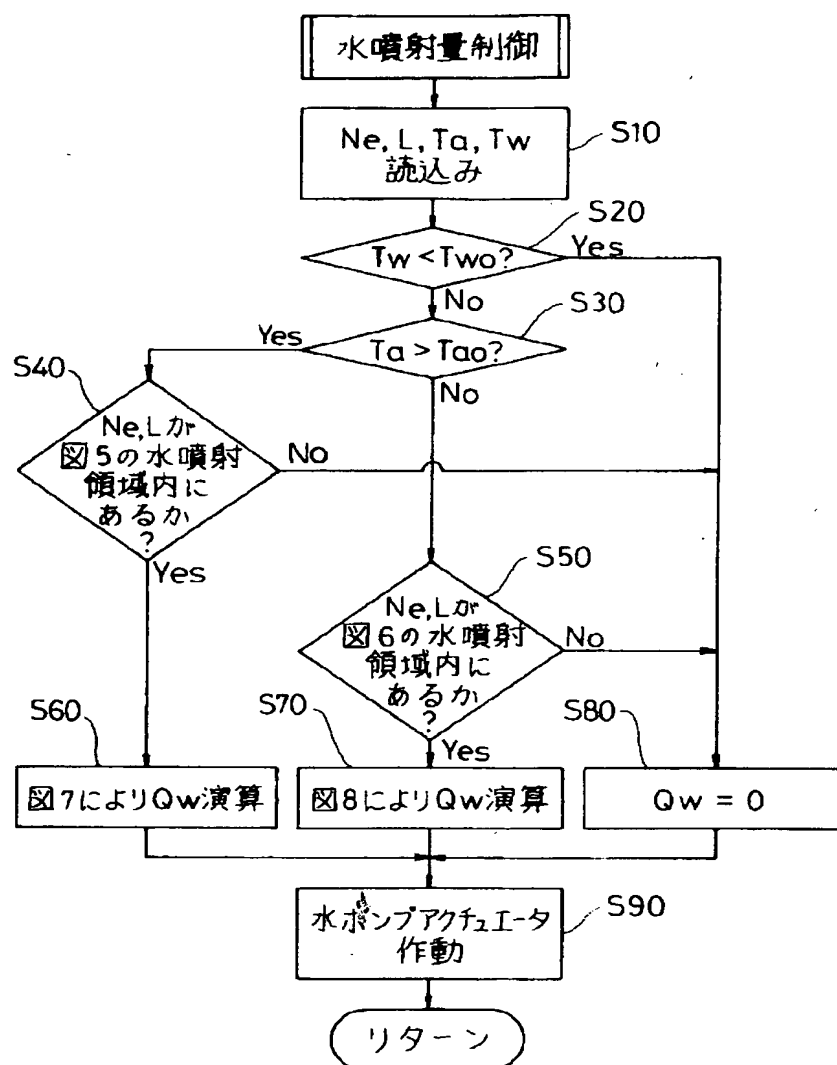 水噴射量制御
Ne, L, Ta, Tw
読込み
S10
S20
Tw < Two?
Yes
No
S30
Yes
Ta > Tao?
No
S40
Ne, Lが
図5の水噴射
領域内に
あるか
?
No
Yes
S50
Ne, Lが
図6の水噴射
領域内に
あるか
?
No
Yes
S60
図7によりQw演算
S70
図8によりQw演算
S80
Qw = 0
水ポンプアクチュエータ
作動
S90
リターン